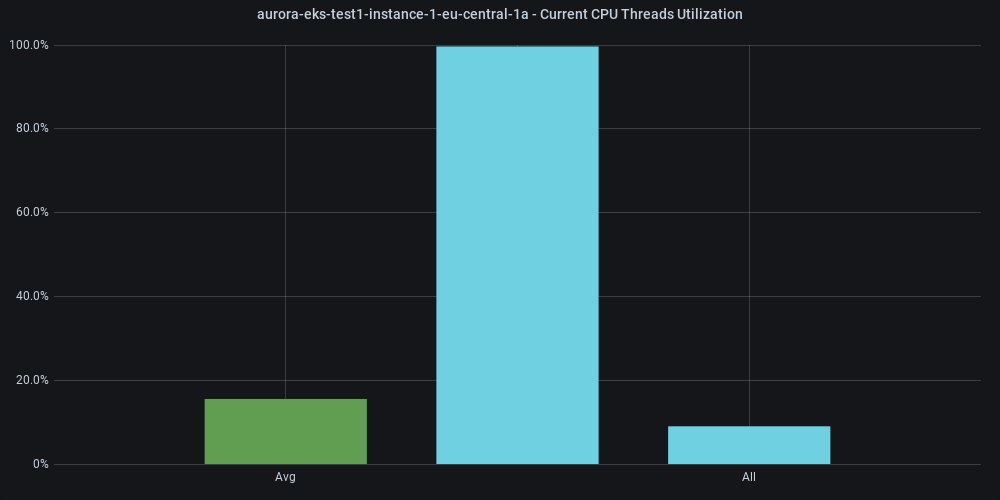 aurora-eks-test1-instance-1-eu-central-1a - Current CPU Threads Utilization
100.0%
80.0%
60.0%
40.0%
20.0%
0%
Avg
All